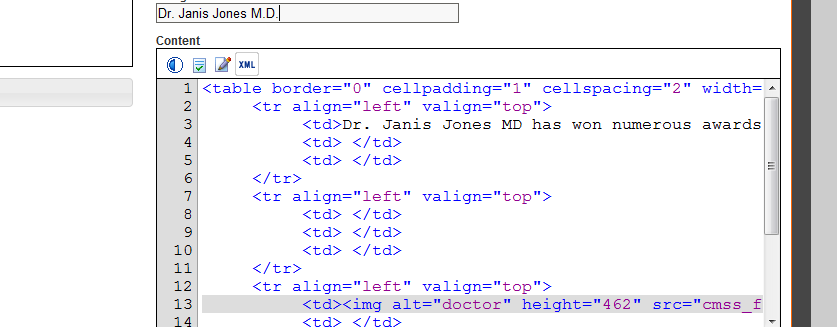 Dr. Janis Jones M.D.
Content
XML
1 <table border="0" cellpadding="1" cellspacing="2" width=
2 <tr align="left" valign="top">
3 <td>Dr. Janis Jones MD has won numerous awards
4 <td> </td>
5 <td> </td>
6 </tr>
7 <tr align="left" valign="top">
8 <td> </td>
9 <td> </td>
10 <td> </td>
11 </tr>
12 <tr align="left" valign="top">
13 <td><img alt="doctor" height="462" src="cmss_f
14 <td> </td>